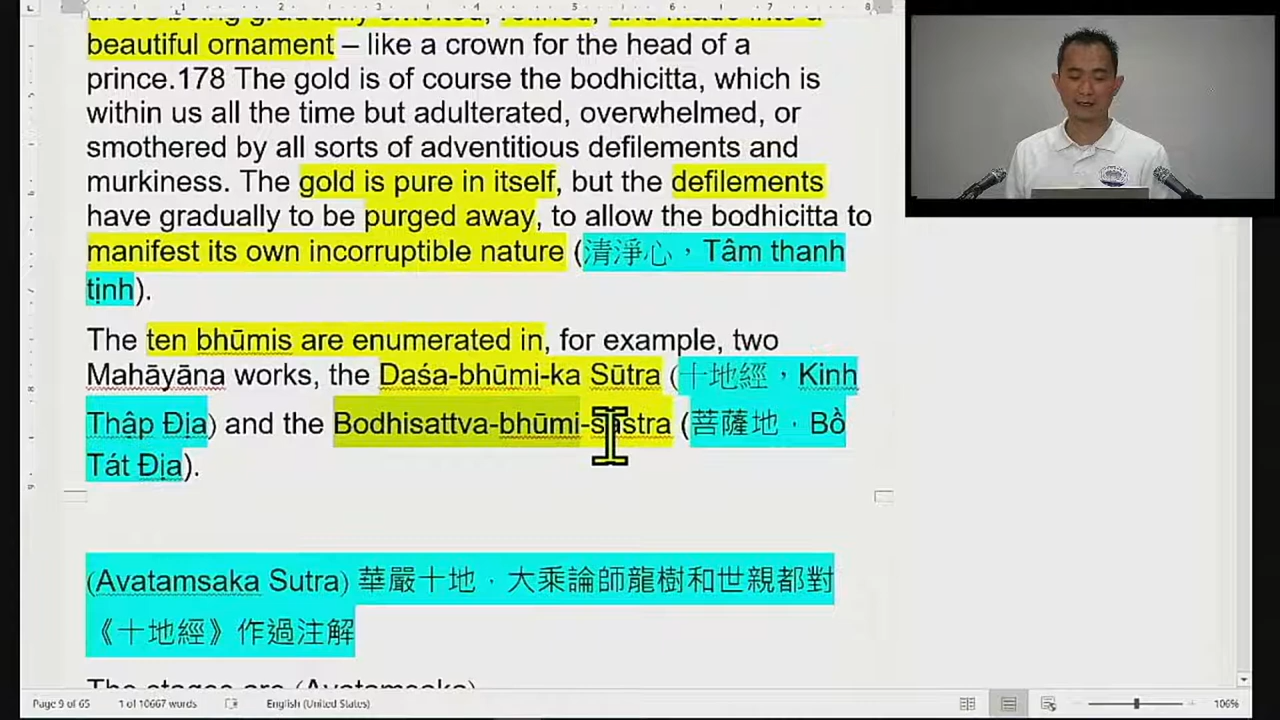 beautiful ornament – like a crown for the head of a
prince.178 The gold is of course the bodhicitta, which is
within us all the time but adulterated, overwhelmed, or
smothered by all sorts of adventitious defilements and
murkiness. The gold is pure in itself, but the defilements
have gradually to be purged away, to allow the bodhicitta to
manifest its own incorruptible nature (清淨心，Tâm thanh
tịnh).
The ten bhūmis are enumerated in, for example, two
Mahāyāna works, the Daśa-bhūmi-ka Sūtra (十地經，Kinh
Thập Địa) and the Bodhisattva-bhūmi-śāstra (菩薩地，Bồ
Tát Địa).
(Avatamsaka Sutra) 華嚴十地，大乘論師龍樹和世親都對
《十地經》作過注解
The stages are (Avatamsaka)
Page 9 of 65
1 of 10667 words
English (United States)
106%